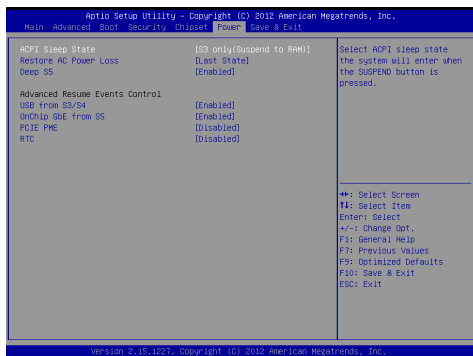 Aptio Setup Utility – Copyright (C) 2012 American Megatrends, Inc.
Main Advanced Boot Security Chipset Power Save & Exit
ACPI Sleep State [S3 only(Suspend to RAM)]
Restore AC Power Loss [Last State]
Deep S5 [Enabled]
Advanced Resume Events Control
USB from S3/S4 [Enabled]
OnChip GbE from S5 [Enabled]
PCIE PME [Disabled]
RTC [Disabled]
Select ACPI sleep state
the system will enter when
the SUSPEND button is
pressed.
→←: Select Screen
↑↓: Select Item
Enter: Select
+/-: Change Opt.
F1: General Help
F7: Previous Values
F9: Optimized Defaults
F10: Save & Exit
ESC: Exit
Version 2.15.1227. Copyright (C) 2012 American Megatrends, Inc.